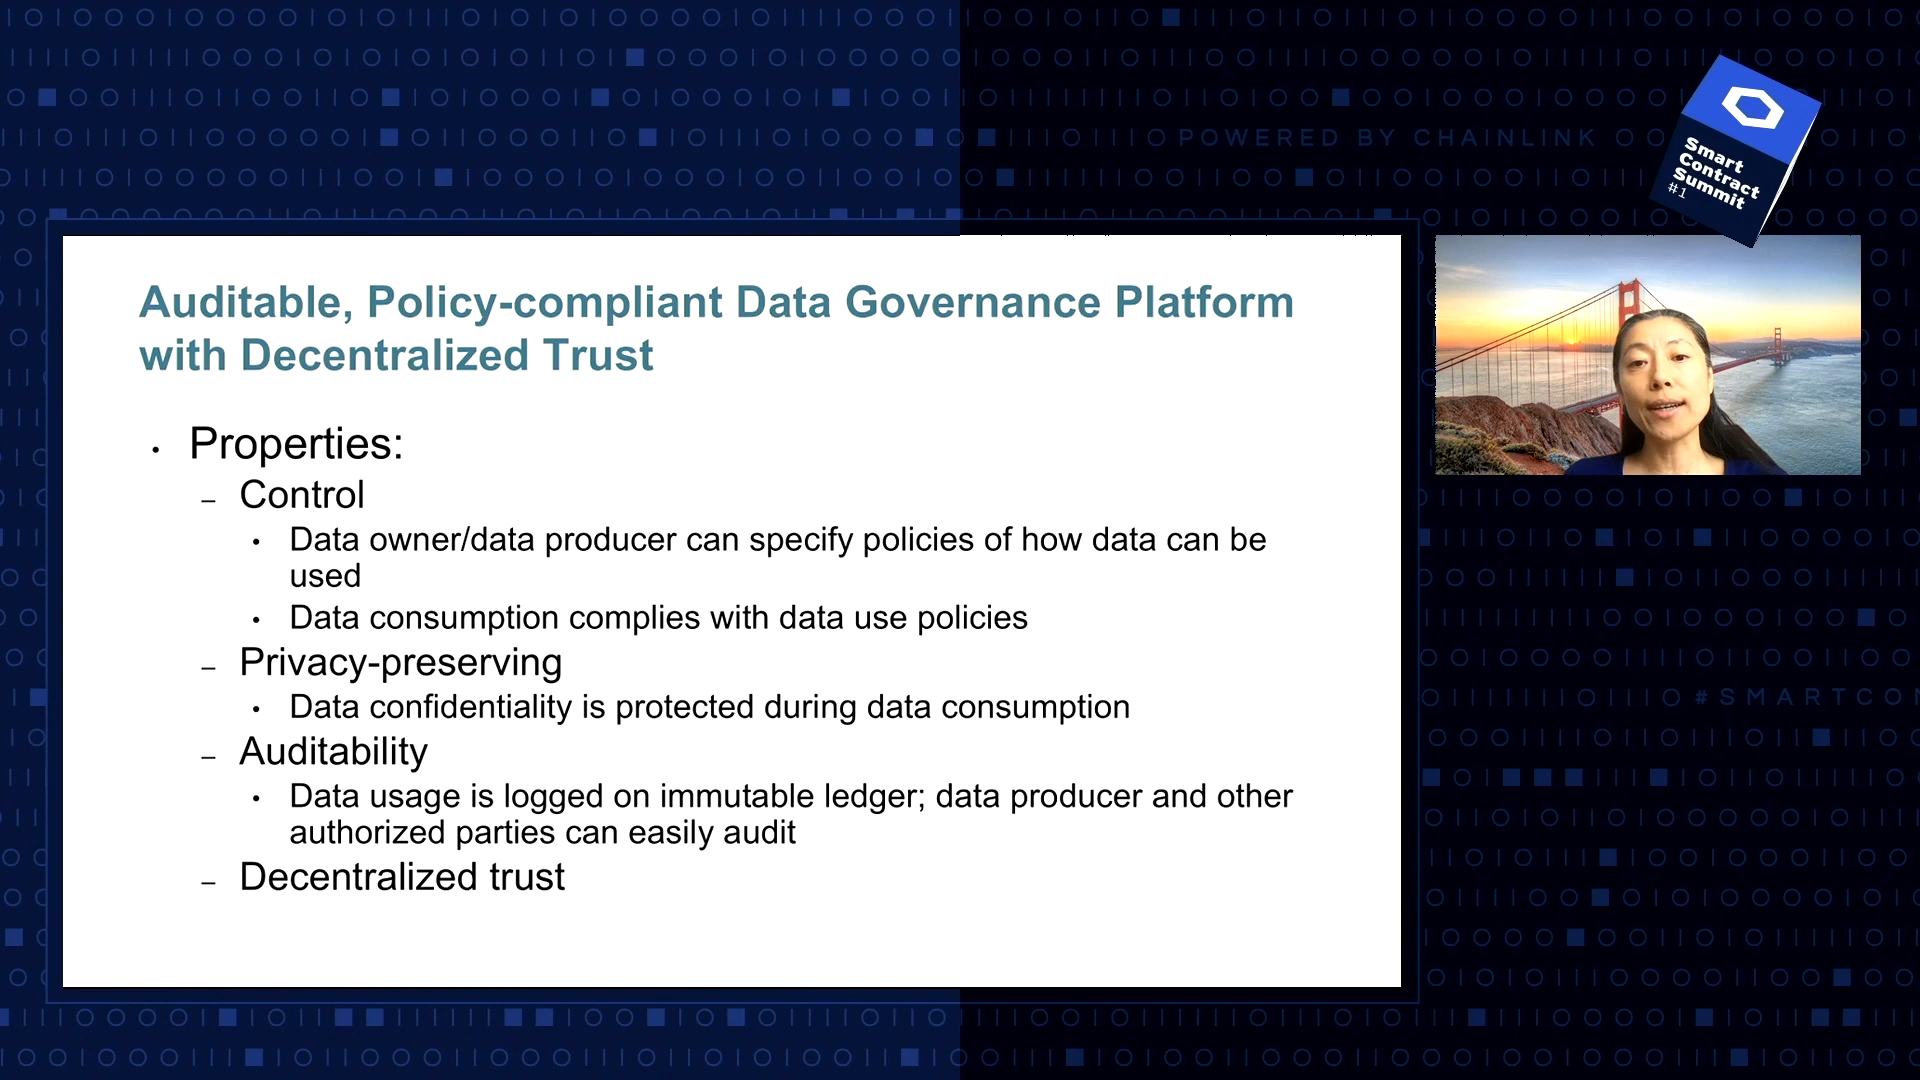 POWERED BY CHAINLINK
Smart
Contract
Summit
#1
Auditable, Policy-compliant Data Governance Platform
with Decentralized Trust
• Properties:
– Control
• Data owner/data producer can specify policies of how data can be
used
• Data consumption complies with data use policies
– Privacy-preserving
• Data confidentiality is protected during data consumption
– Auditability
• Data usage is logged on immutable ledger; data producer and other
authorized parties can easily audit
– Decentralized trust
#SMARTCON